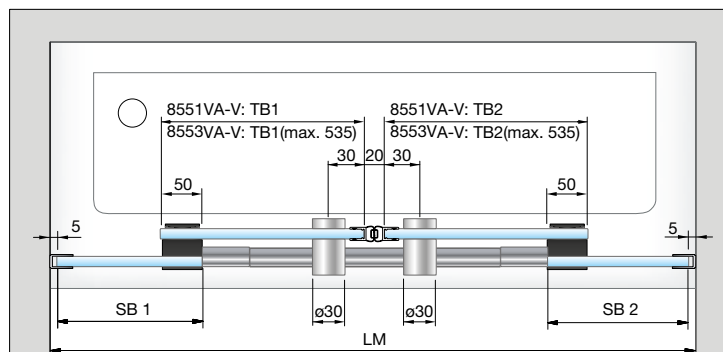 8551VA-V: TB1
8551VA-V: TB2
8553VA-V: TB1(max. 535)
8553VA-V: TB2(max. 535)
30
20
30
50
50
5
5
SB 1
ø30
ø30
SB 2
LM